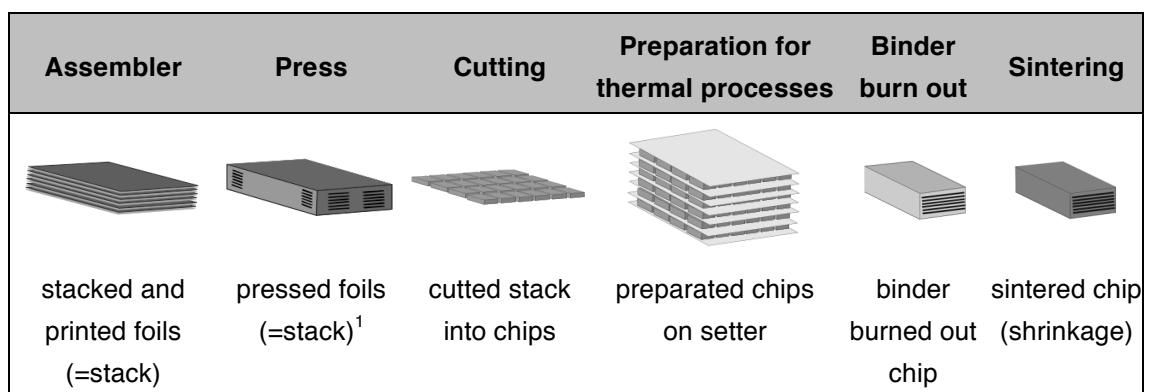 Assembler
Press
Cutting
Preparation for
thermal processes
Binder
burn out
Sintering
stacked and
printed foils
(=stack)
pressed foils
(=stack)1
cutted stack
into chips
preparated chips
on setter
binder
burned out
chip
sintered chip
(shrinkage)